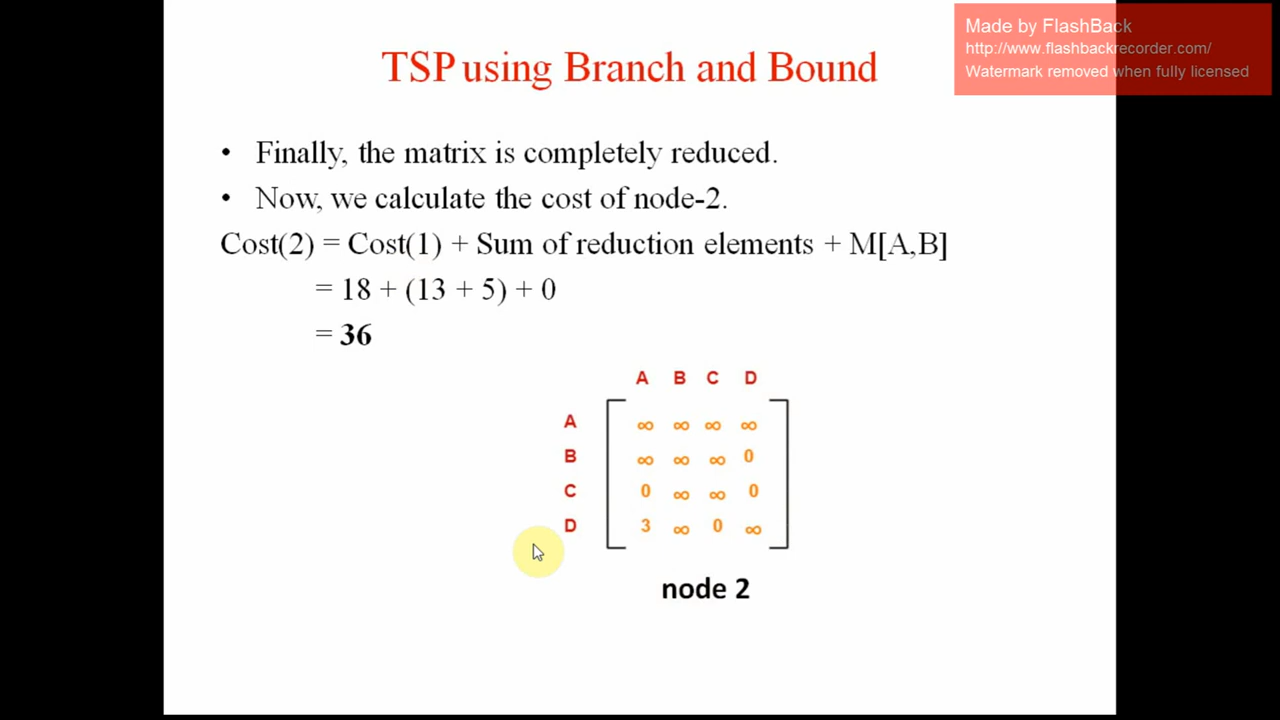 Made by FlashBack
http://www.flashbackrecorder.com/
Watermark removed when fully licensed
TSP using Branch and Bound
• Finally, the matrix is completely reduced.
• Now, we calculate the cost of node-2.
Cost(2) = Cost(1) + Sum of reduction elements + M[A,B]
= 18 + (13 + 5) + 0
= 36
A B C D
A ∞ ∞ ∞ ∞
B ∞ ∞ ∞ 0
C 0 ∞ ∞ 0
D 3 ∞ 0 ∞
node 2